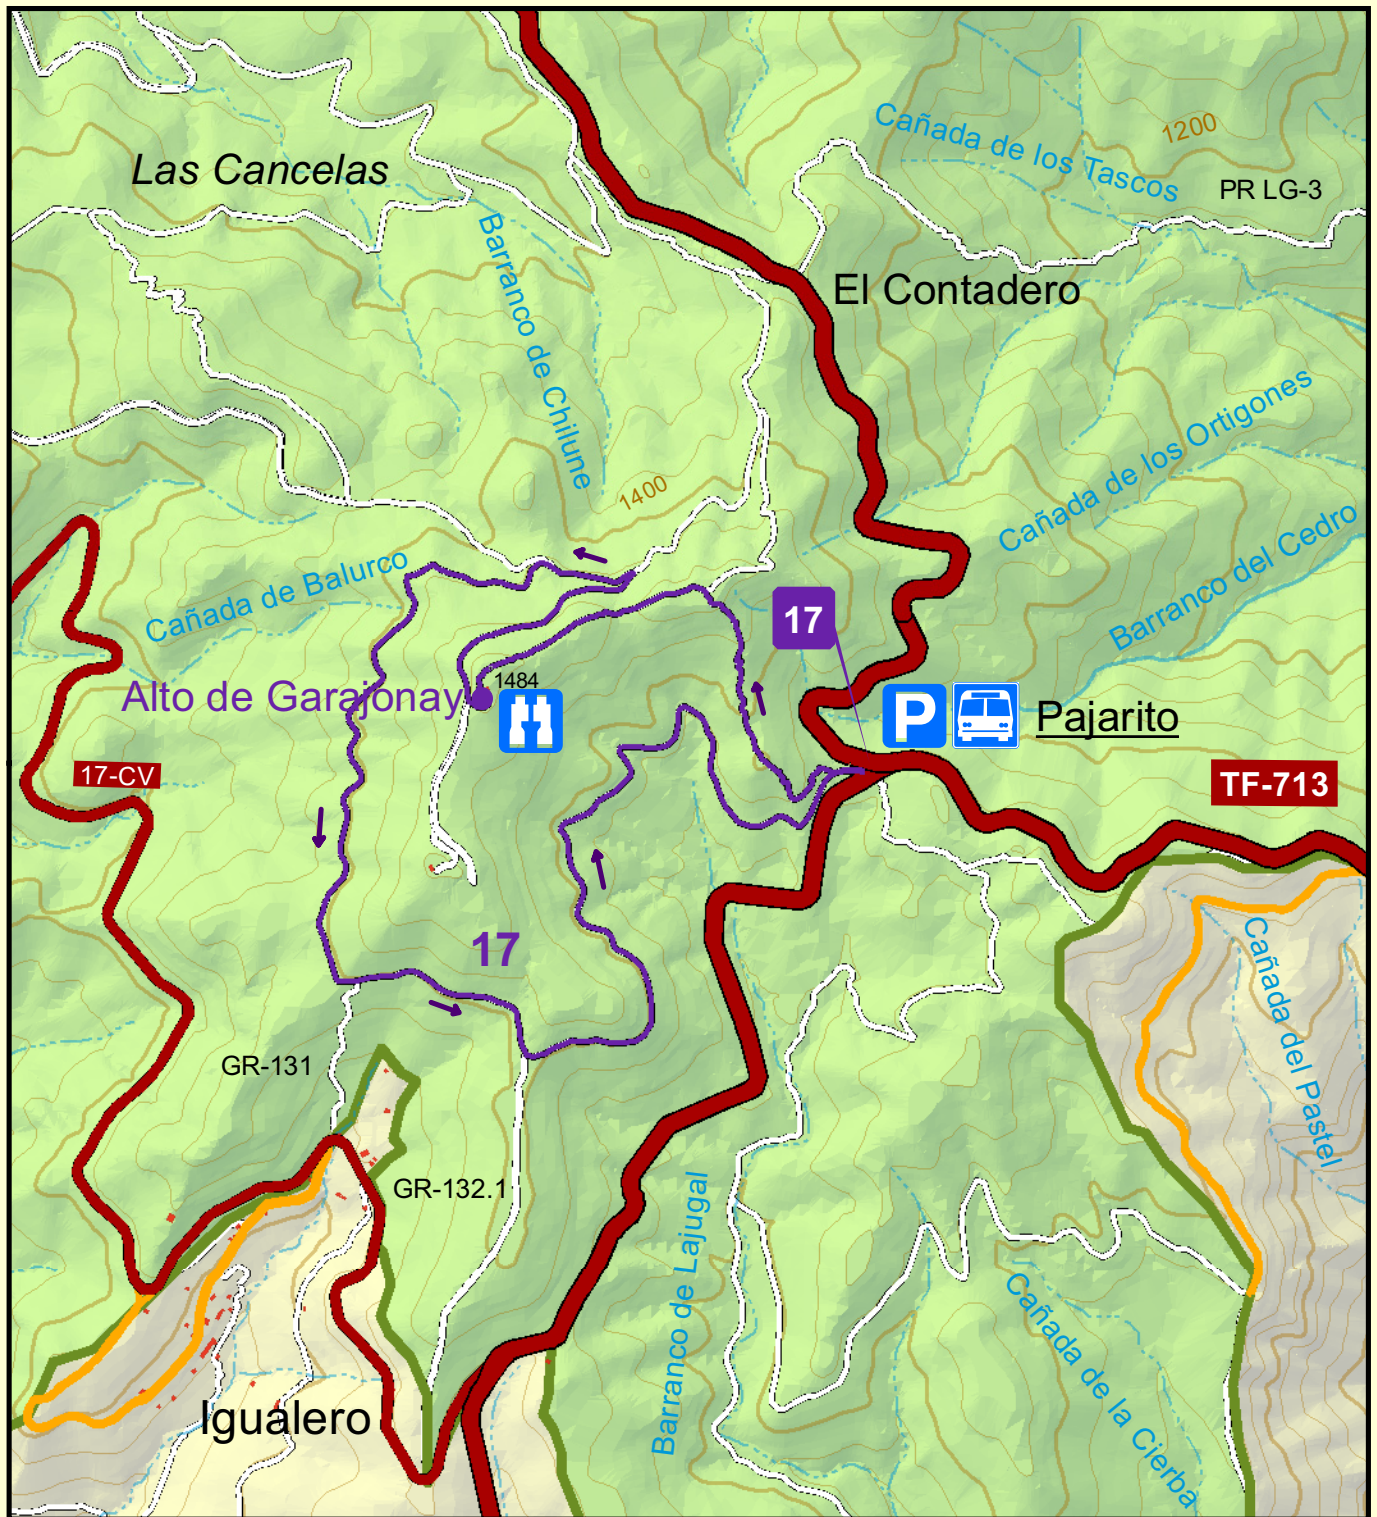 Cañada de los Tascos
1200
Las Cancelas
PR LG-3
Barranco de Chilune
El Contadero
Cañada de los Ortigones
1400
Barranco del Cedro
Cañada de Balurco
17
1484
Alto de Garajonay
P
Pajarito
17-CV
TF-713
17
Cañada del Pastel
GR-131
GR-132.1
Barranco de Lajugal
Cañada de la Cierba
Igualero